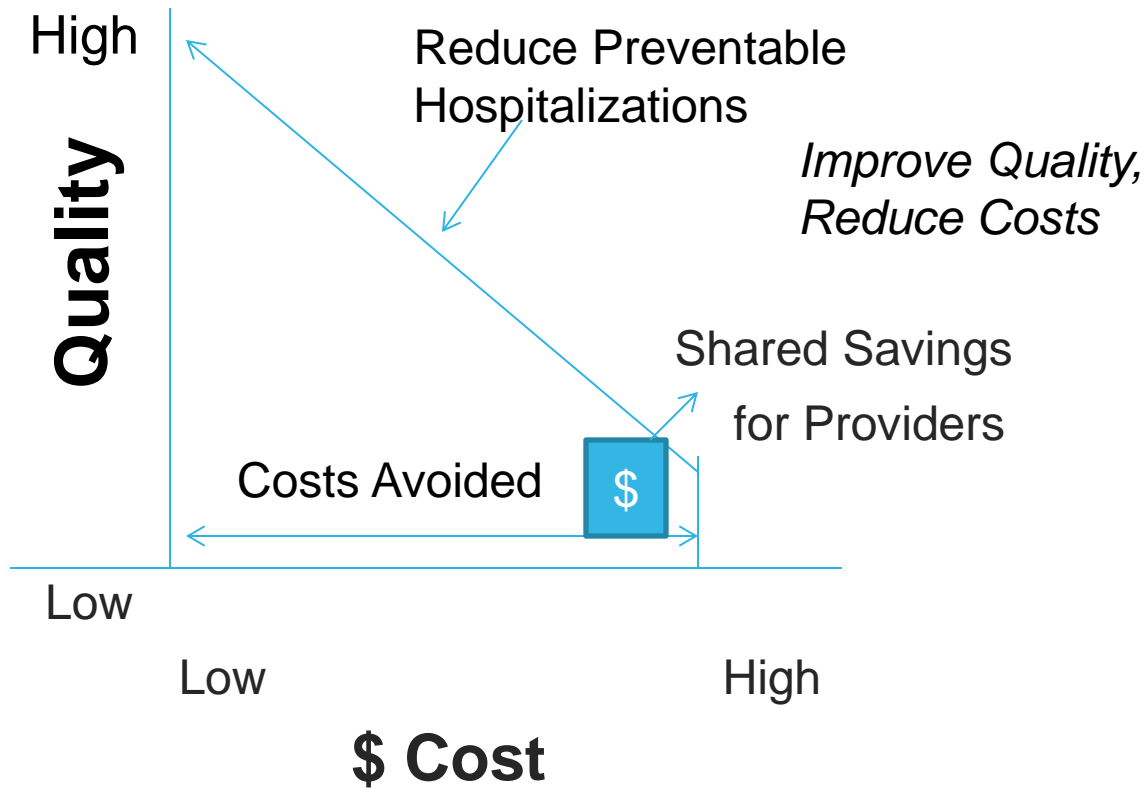 High
Reduce Preventable
Hospitalizations
Improve Quality,
Reduce Costs
Quality
Shared Savings
for Providers
Costs Avoided
$
Low
Low
High
$ Cost